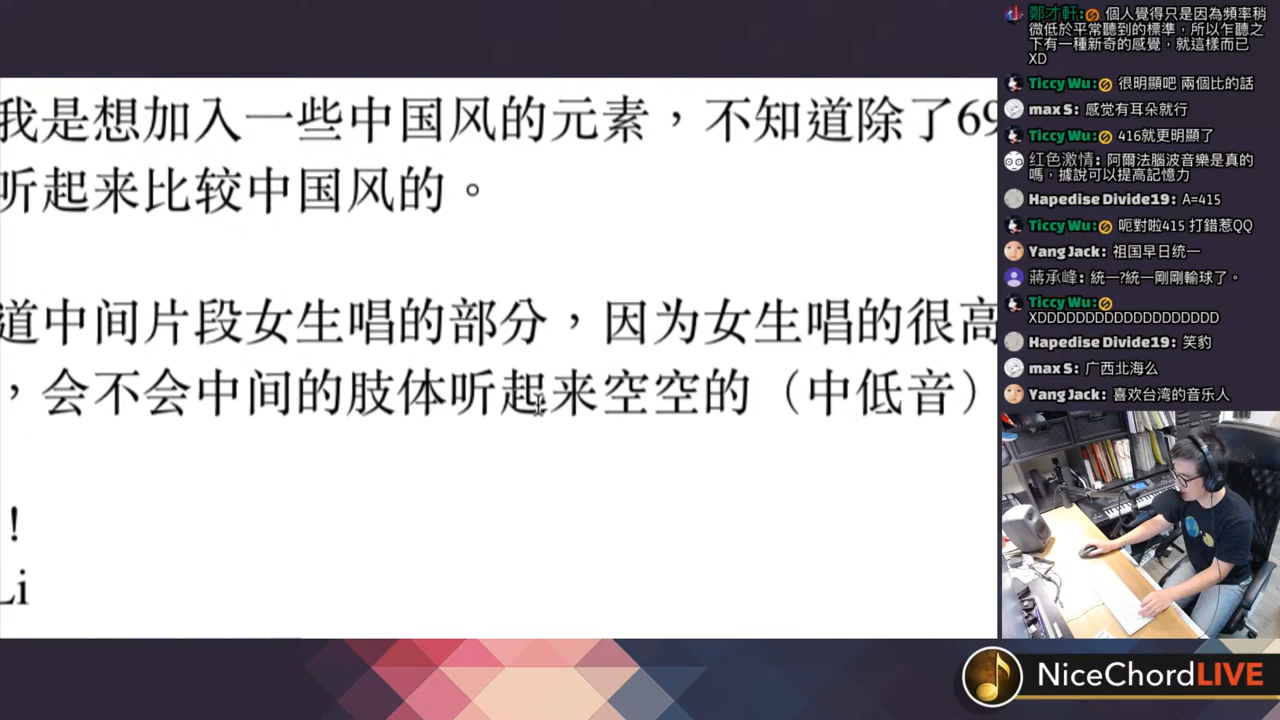 我是想加入一些中国风的元素，不知道除了69
听起来比较中国风的。
道中间片段女生唱的部分，因为女生唱的很高
，会不会中间的肢体听起来空空的（中低音）
！
Li
鄭才軒: 個人覺得只是因為頻率稍
微低於平常聽到的標準，所以乍聽之
下有一種新奇的感覺，就這樣而已
XD
Ticcy Wu: 很明顯吧 兩個比的話
max S: 感觉有耳朵就行
Ticcy Wu: 416就更明顯了
红色激情: 阿爾法腦波音樂是真的
嗎，據說可以提高記憶力
Hapedise Divide19: A=415
Ticcy Wu: 呃對啦415 打錯惹QQ
Yang Jack: 祖国早日统一
蔣承峰: 統一?統一剛剛輸球了。
Ticcy Wu:
XDDDDDDDDDDDDDDDDDDD
Hapedise Divide19: 笑豹
max S: 广西北海么
Yang Jack: 喜欢台湾的音乐人
NiceChordLIVE